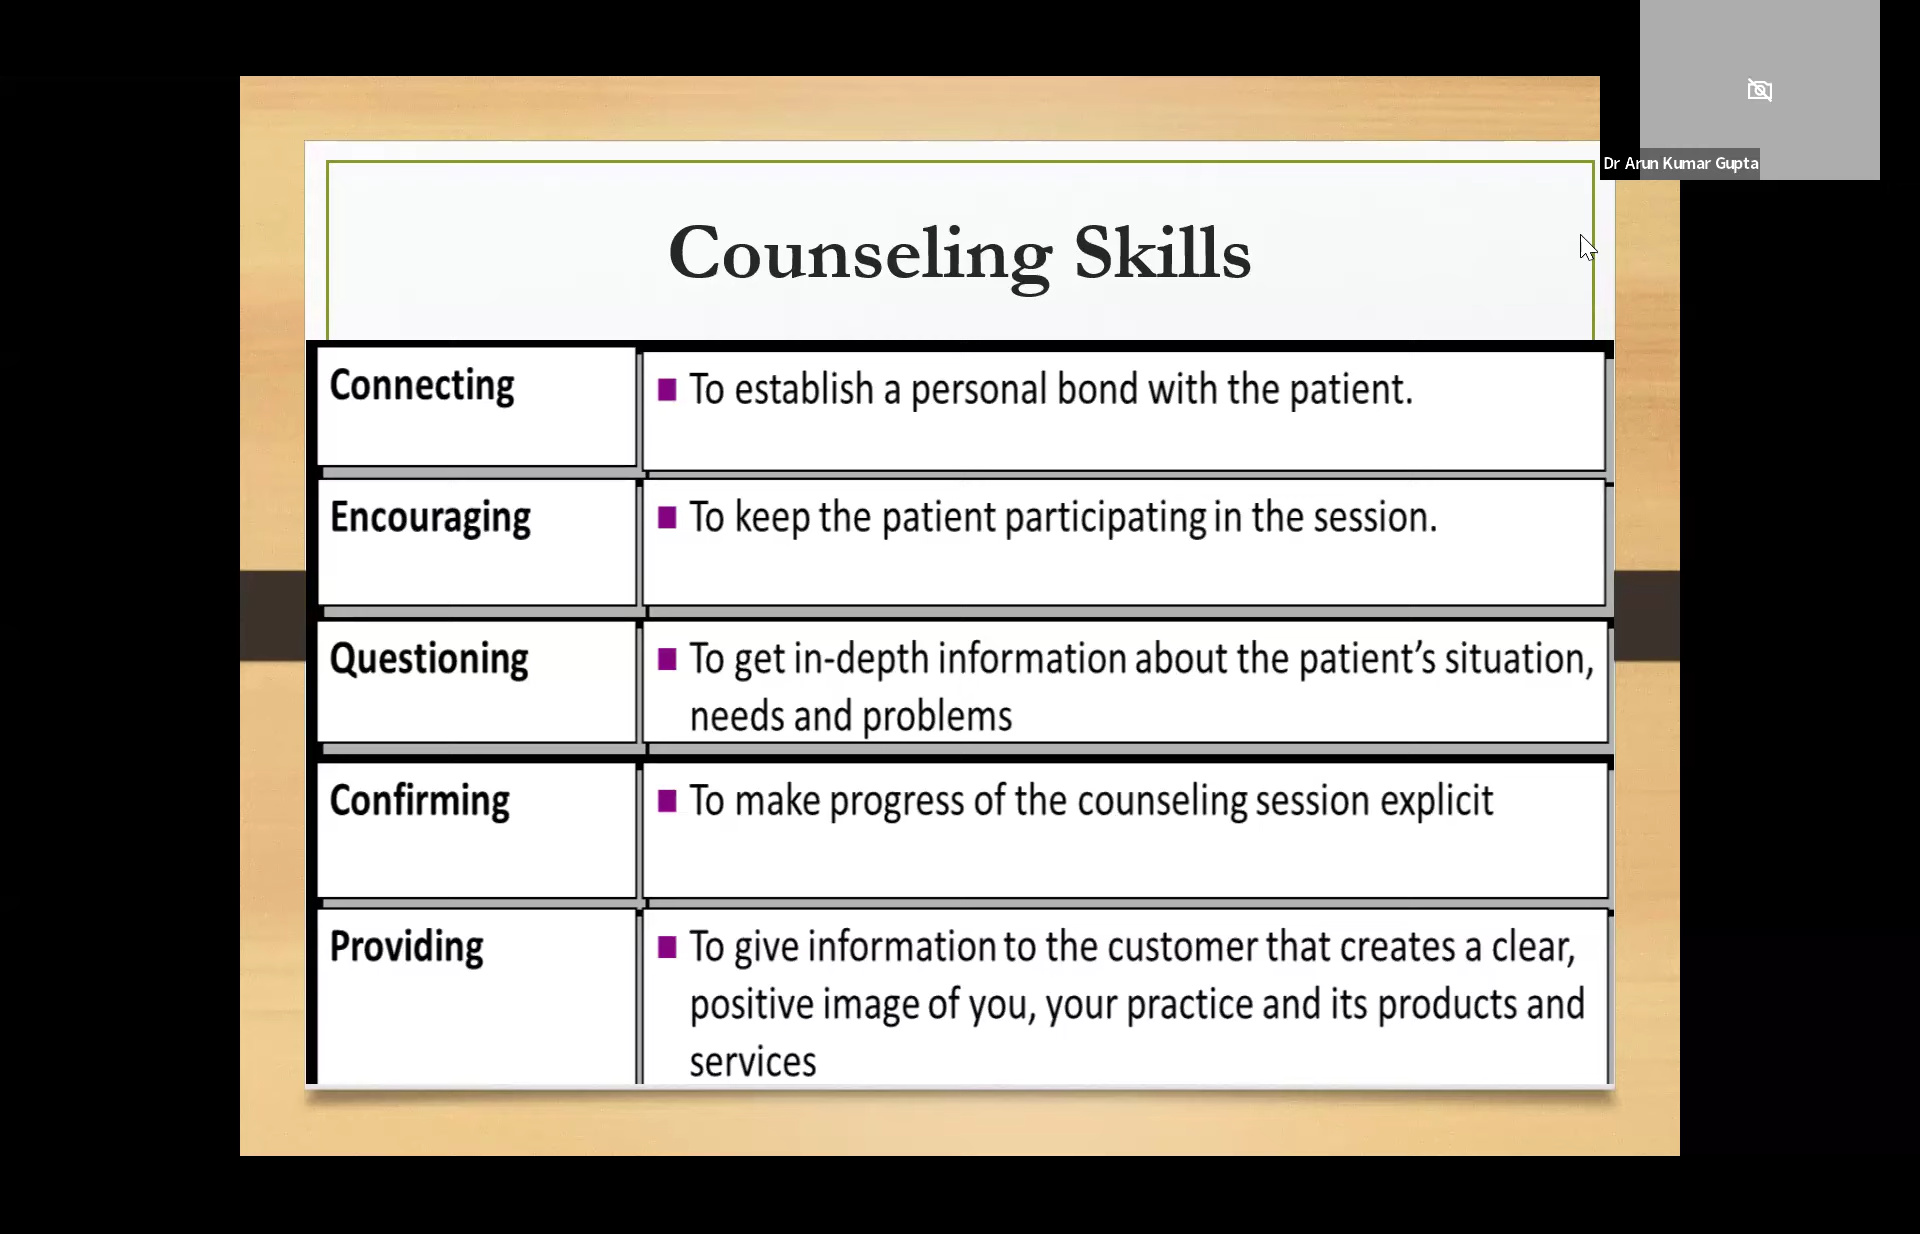 Dr Arun Kumar Gupta
Counseling Skills
Connecting
To establish a personal bond with the patient.
Encouraging
To keep the patient participating in the session.
Questioning
To get in-depth information about the patient’s situation,
needs and problems
Confirming
To make progress of the counseling session explicit
Providing
To give information to the customer that creates a clear,
positive image of you, your practice and its products and
services